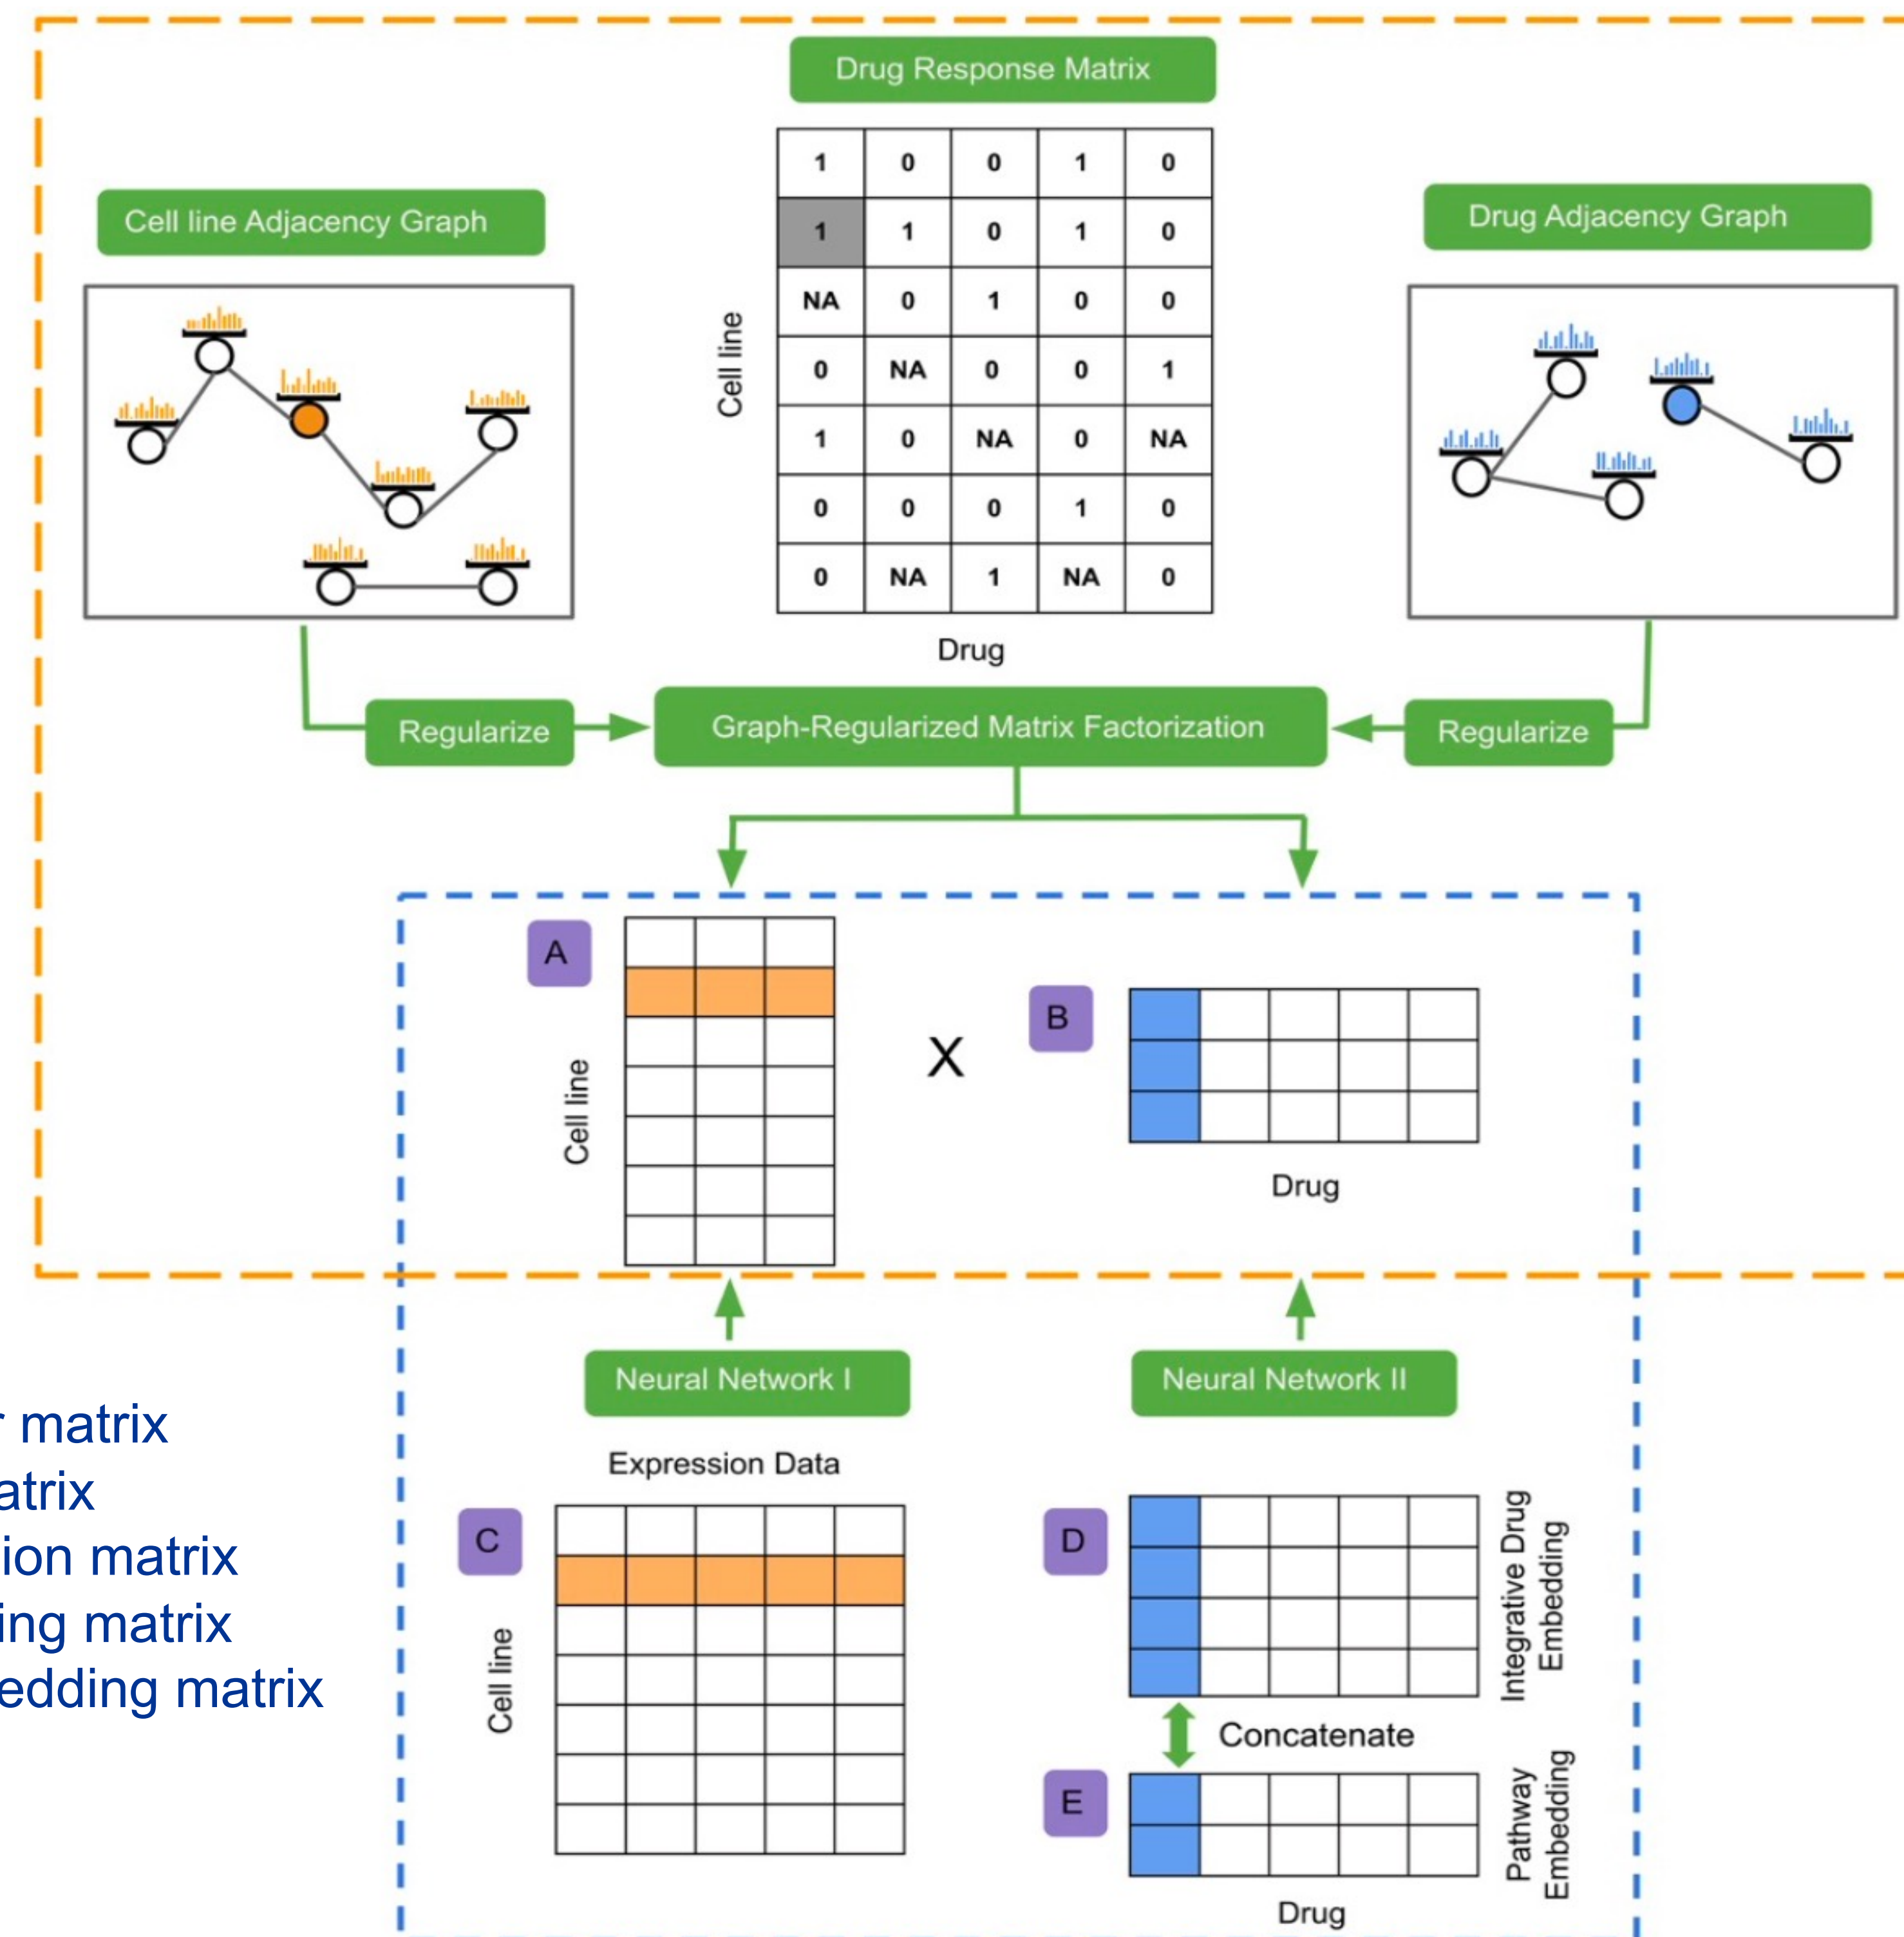 Drug Response Matrix
Cell line Adjacency Graph
Drug Adjacency Graph
Cell line
1 0 0 1 0
1 1 0 1 0
NA 0 1 0 0
0 NA 0 0 1
1 0 NA 0 NA
0 0 0 1 0
0 NA 1 NA 0
Drug
Regularize
Graph-Regularized Matrix Factorization
Regularize
A
Cell line
X
B
Drug
Neural Network I
Neural Network II
Expression Data
C
Cell line
D
Integrative Drug
Embedding
Concatenate
E
Pathway
Embedding
Drug
r matrix
atrix
ion matrix
ing matrix
edding matrix